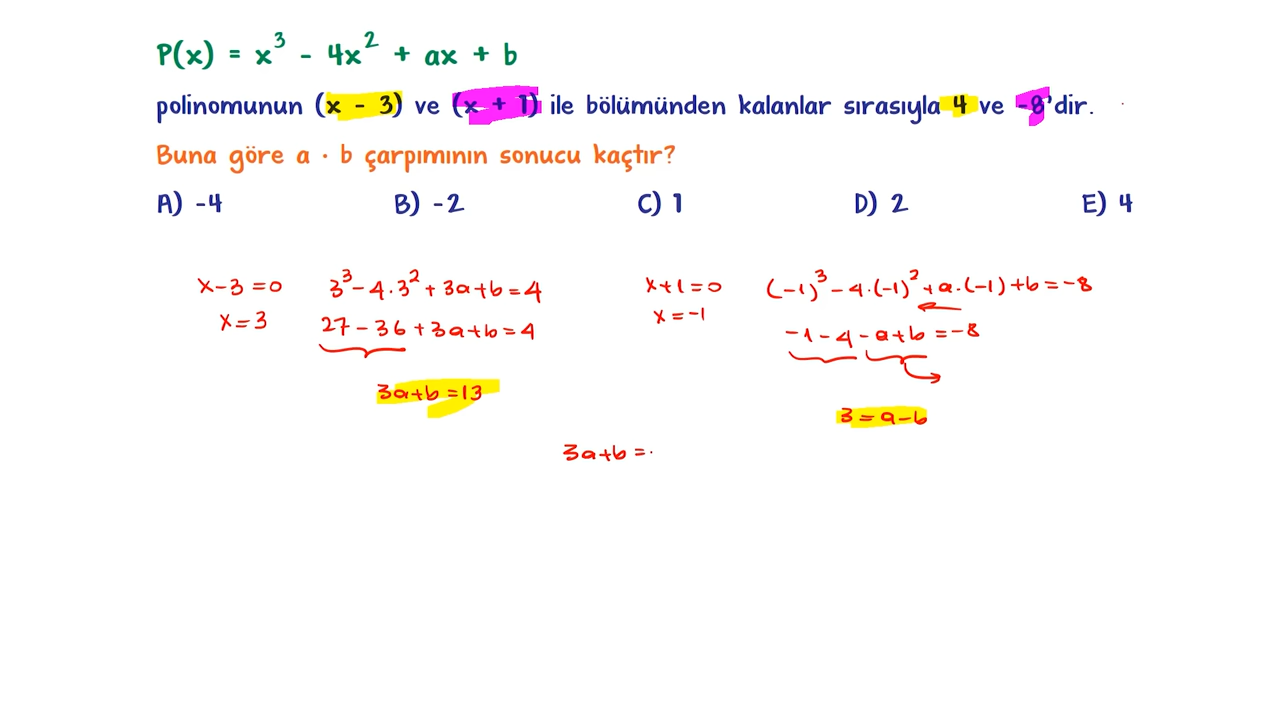 P(x) = x³ - 4x² + ax + b
polinomunun (x - 3) ve (x + 1) ile bölümünden kalanlar sırasıyla 4 ve -8'dir.
Buna göre a · b çarpımının sonucu kaçtır?
A) -4 B) -2 C) 1 D) 2 E) 4
x-3=0 3³-4.3²+3a+b=4 x+1=0 (-1)³-4.(-1)²+a.(-1)+b=-8
x=3 27-36+3a+b=4 x=-1 -1-4-a+b=-8
3a+b=13 3=a-b
3a+b=